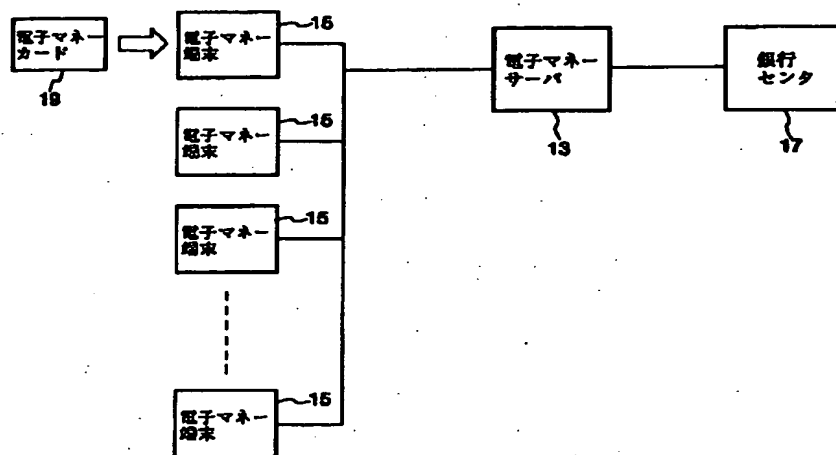 電子マネー
カード
19
電子マネー
端末
15
電子マネー
端末
15
電子マネー
端末
15
電子マネー
端末
15
電子マネー
サーバ
13
銀行
センタ
17